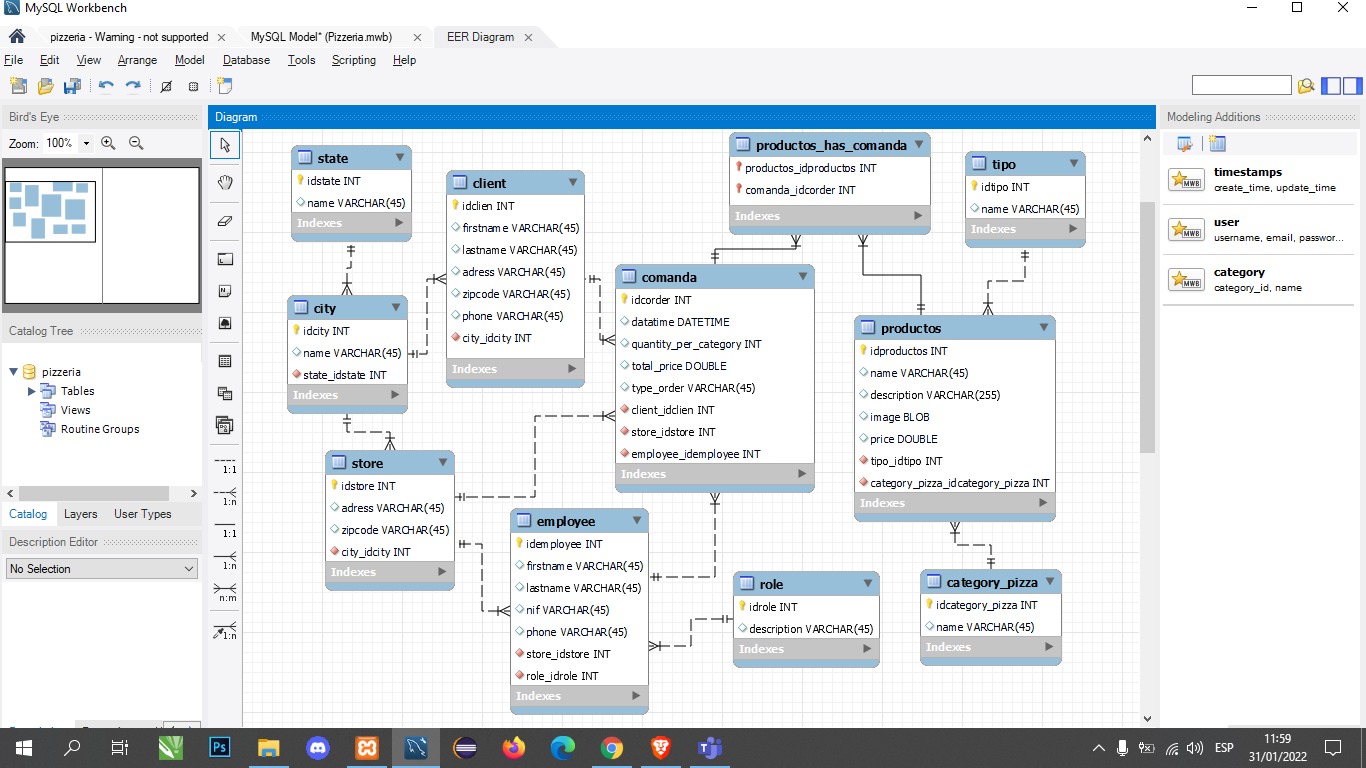 MySQL Workbench
pizzeria - Warning - not supported
MySQL Model* (Pizzeria.mwb)
EER Diagram
File Edit View Arrange Model Database Tools Scripting Help
Bird's Eye
Zoom: 100%
Catalog Tree
pizzeria
Tables
Views
Routine Groups
Catalog Layers User Types
Description Editor
No Selection
Diagram
1:1
1:n
1:1
1:n
n:m
1:n
state
idstate INT
name VARCHAR(45)
Indexes
client
idclien INT
firstname VARCHAR(45)
lastname VARCHAR(45)
adress VARCHAR(45)
zipcode VARCHAR(45)
phone VARCHAR(45)
city_idcity INT
Indexes
productos_has_comanda
productos_idproductos INT
comanda_idcorder INT
Indexes
tipo
idtipo INT
name VARCHAR(45)
Indexes
city
idcity INT
name VARCHAR(45)
state_idstate INT
Indexes
comanda
idcorder INT
datatime DATETIME
quantity_per_category INT
total_price DOUBLE
type_order VARCHAR(45)
client_idclien INT
store_idstore INT
employee_idemployee INT
Indexes
productos
idproductos INT
name VARCHAR(45)
description VARCHAR(255)
image BLOB
price DOUBLE
tipo_idtipo INT
category_pizza_idcategory_pizza INT
Indexes
store
idstore INT
adress VARCHAR(45)
zipcode VARCHAR(45)
city_idcity INT
Indexes
employee
idemployee INT
firstname VARCHAR(45)
lastname VARCHAR(45)
nif VARCHAR(45)
phone VARCHAR(45)
store_idstore INT
role_idrole INT
Indexes
role
idrole INT
description VARCHAR(45)
Indexes
category_pizza
idcategory_pizza INT
name VARCHAR(45)
Indexes
Modeling Additions
MWB
timestamps
create_time, update_time
MWB
user
username, email, passwor...
MWB
category
category_id, name
Ps
ESP
11:59
31/01/2022